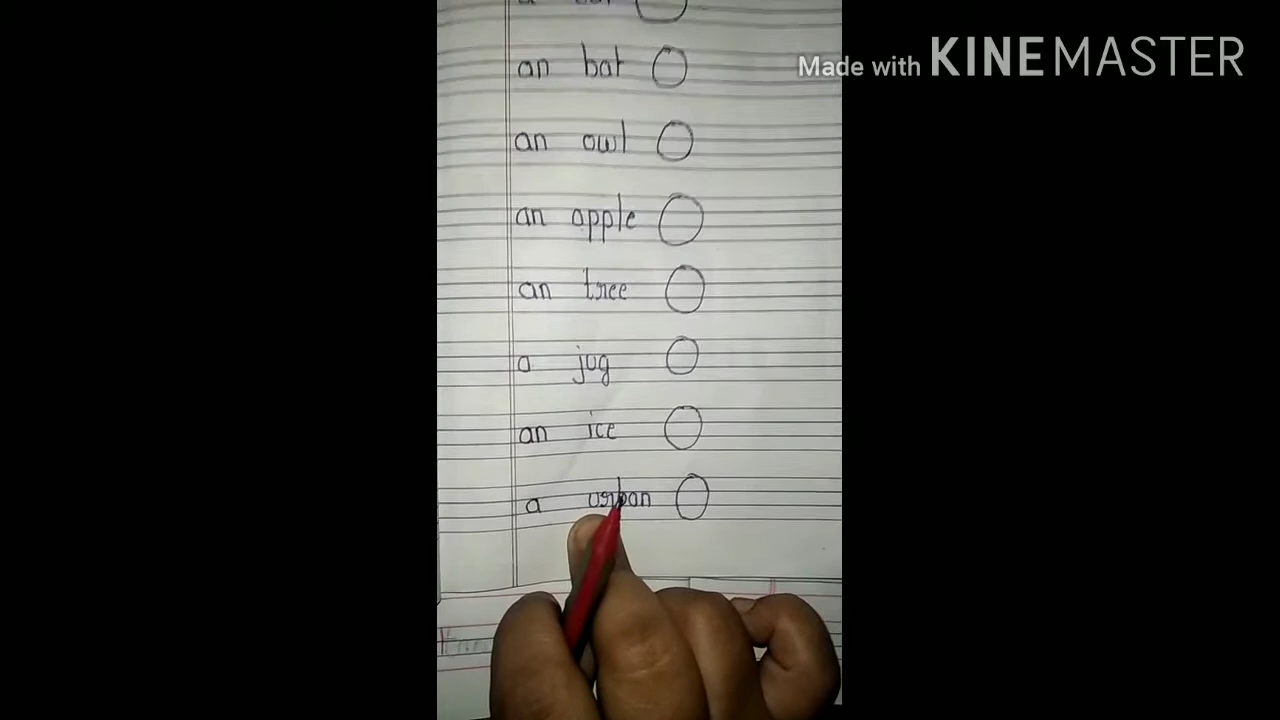 Made with KINEMASTER
an bat
an owl
an apple
an tree
a jug
an ice
a urban